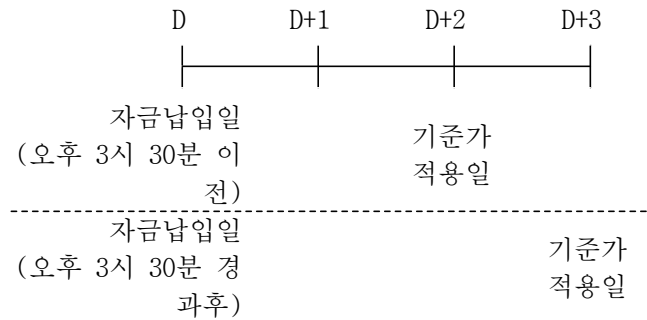 D D+1 D+2 D+3
자금납입일
(오후 3시 30분 이
전)
기준가
적용일
자금납입일
(오후 3시 30분 경
과후)
기준가
적용일